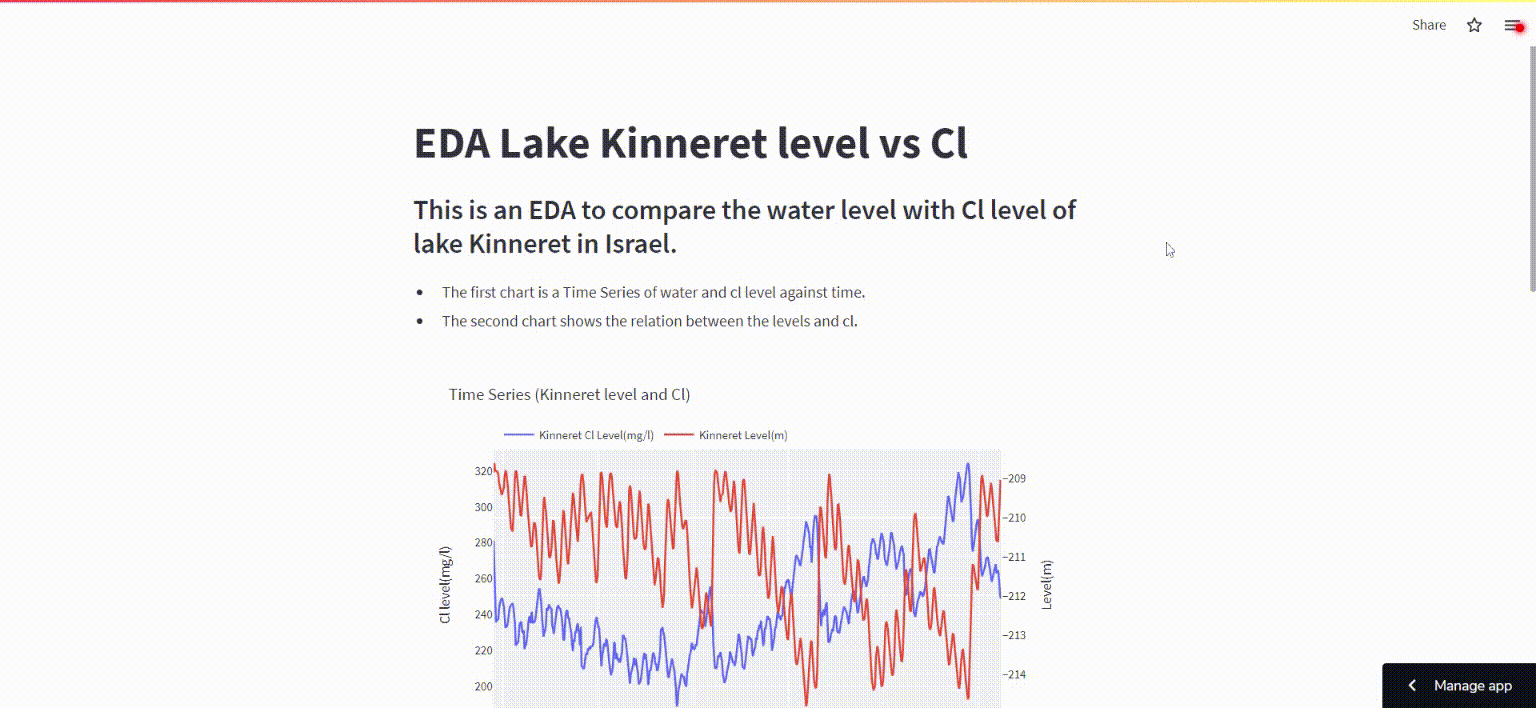 Share
EDA Lake Kinneret level vs Cl
This is an EDA to compare the water level with Cl level of
lake Kinneret in Israel.
The first chart is a Time Series of water and cl level against time.
The second chart shows the relation between the levels and cl.
Time Series (Kinneret level and Cl)
Kinneret Cl Level(mg/l) Kinneret Level(m)
320
300
280
260
240
220
200
Cl level(mg/l)
−209
−210
−211
−212
−213
−214
Level(m)
Manage app